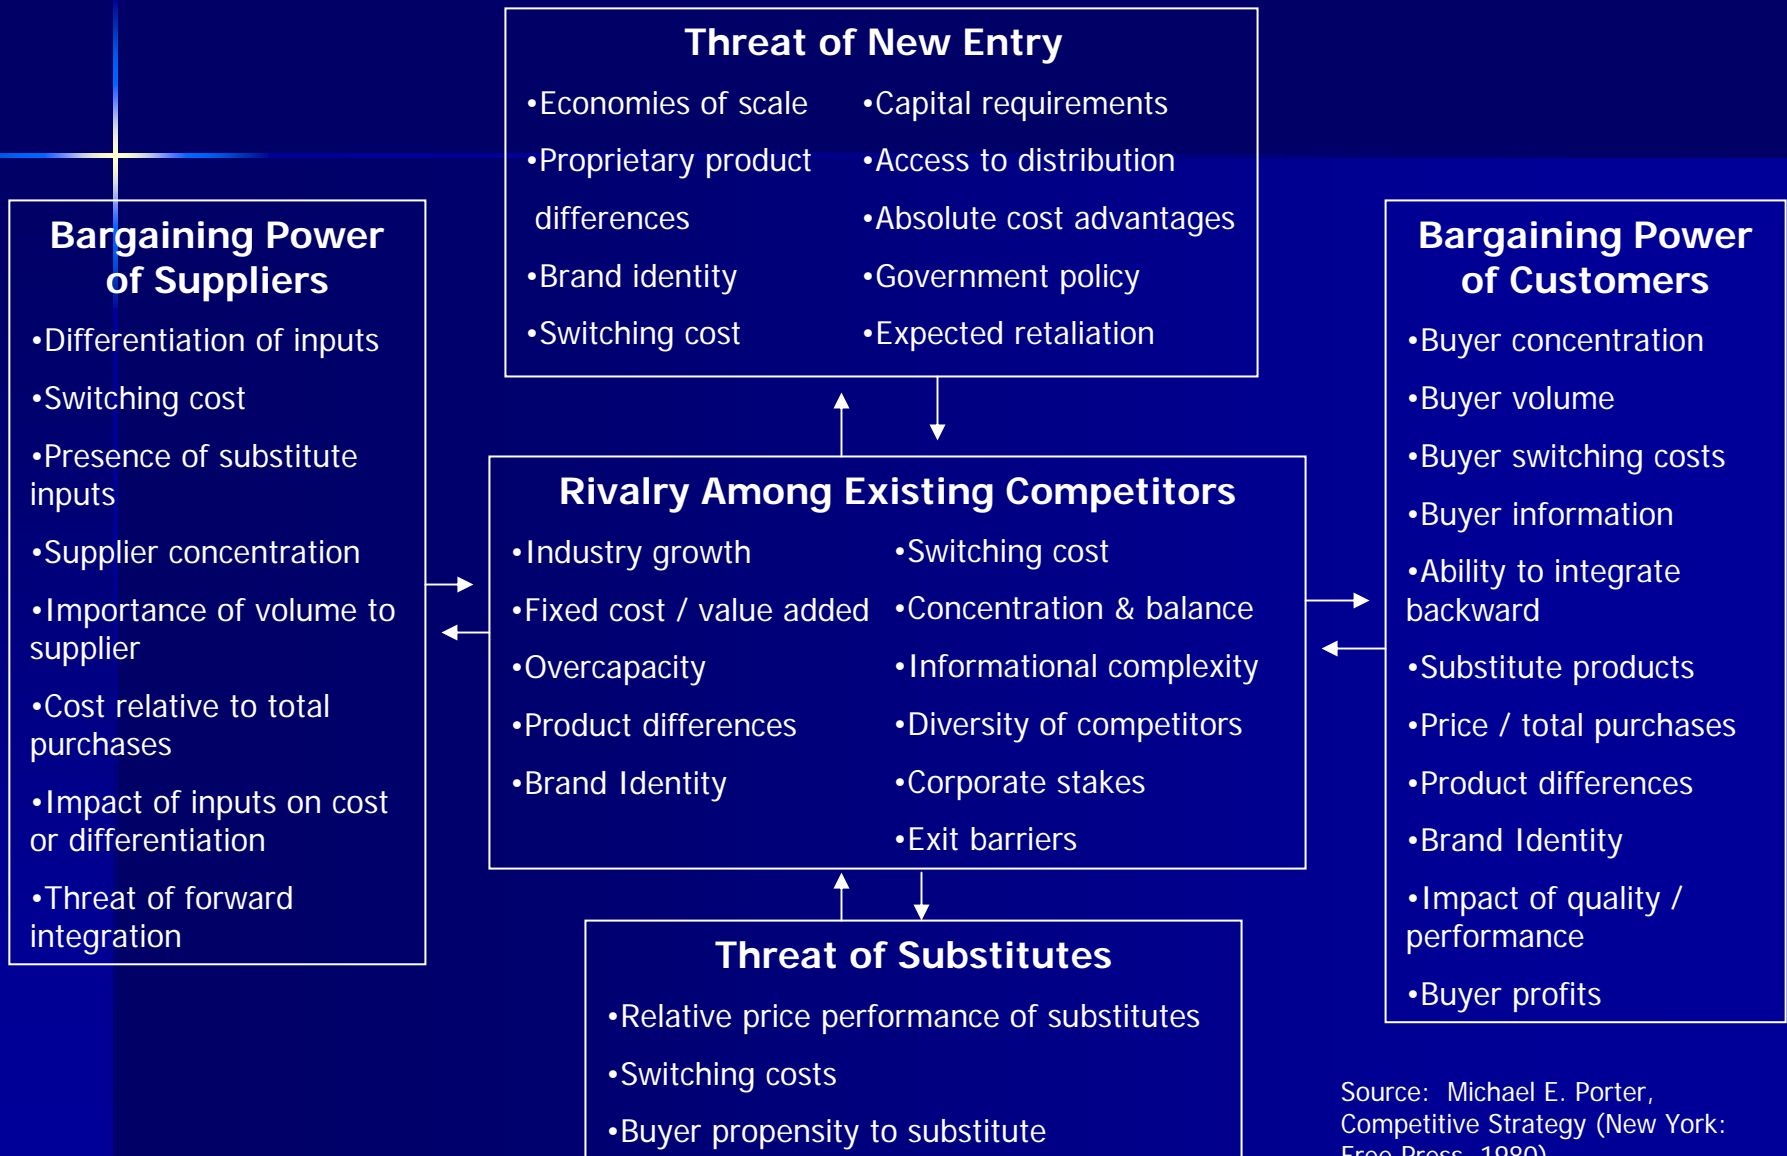 Threat of New Entry
•Economies of scale
•Proprietary product
differences
•Brand identity
•Switching cost
•Capital requirements
•Access to distribution
•Absolute cost advantages
•Government policy
•Expected retaliation
Bargaining Power
of Suppliers
•Differentiation of inputs
•Switching cost
•Presence of substitute
inputs
•Supplier concentration
•Importance of volume to
supplier
•Cost relative to total
purchases
•Impact of inputs on cost
or differentiation
•Threat of forward
integration
Rivalry Among Existing Competitors
•Industry growth
•Fixed cost / value added
•Overcapacity
•Product differences
•Brand Identity
•Switching cost
•Concentration & balance
•Informational complexity
•Diversity of competitors
•Corporate stakes
•Exit barriers
Bargaining Power
of Customers
•Buyer concentration
•Buyer volume
•Buyer switching costs
•Buyer information
•Ability to integrate
backward
•Substitute products
•Price / total purchases
•Product differences
•Brand Identity
•Impact of quality /
performance
•Buyer profits
Threat of Substitutes
•Relative price performance of substitutes
•Switching costs
•Buyer propensity to substitute
Source: Michael E. Porter,
Competitive Strategy (New York:
Free Press, 1980)